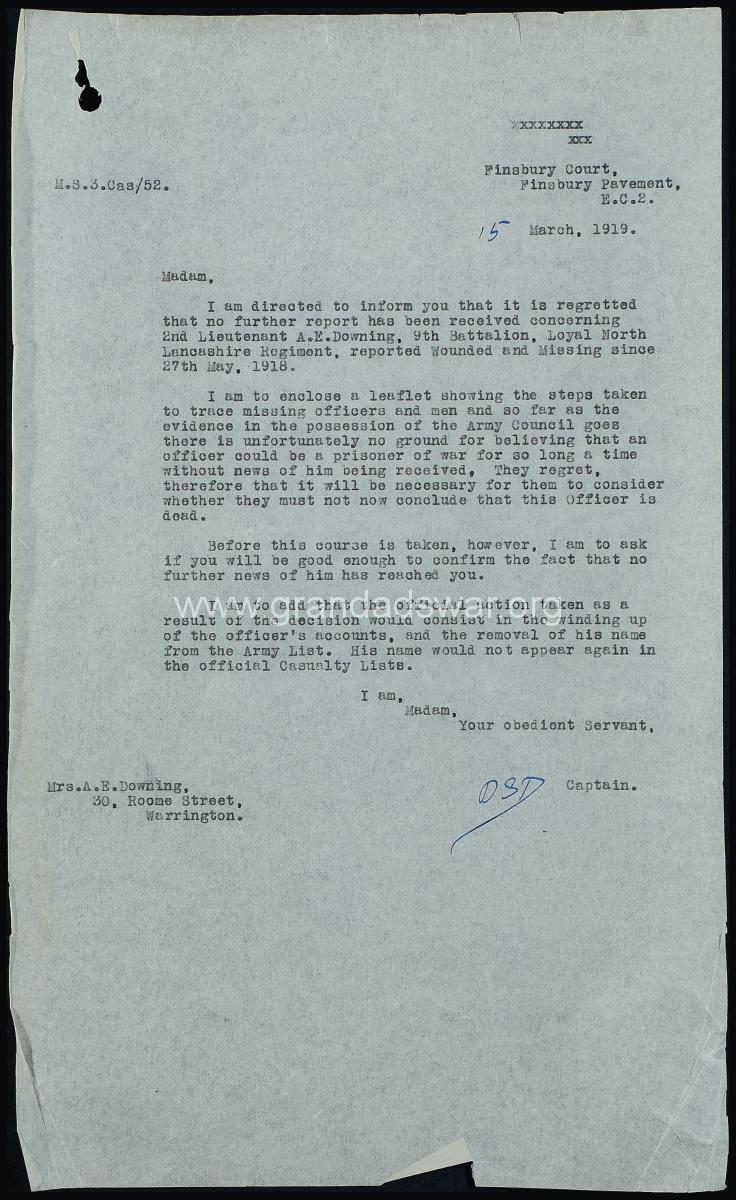 xxxxxxxx
xxx
Finsbury Court,
M.S.3.Cas/52.
Finsbury Pavement,
E.C.2.
15 March, 1919.
Madam,
I am directed to inform you that it is regretted
that no further report has been received concerning
2nd Lieutenant A.E.Downing, 9th Battalion, Loyal North
Lancashire Regiment, reported Wounded and Missing since
27th May, 1918.
I am to enclose a leaflet showing the steps taken
to trace missing officers and men and so far as the
evidence in the possession of the Army Council goes
there is unfortunately no ground for believing that an
officer could be a prisoner of war for so long a time
without news of him being received, They regret,
therefore that it will be necessary for them to consider
whether they must not now conclude that this Officer is
dead.
Before this course is taken, however, I am to ask
if you will be good enough to confirm the fact that no
further news of him has reached you.
www.grandadswar.org
I am to add that the official action taken as a
result of the decision would consist in the winding up
of the officer's accounts, and the removal of his name
from the Army List. His name would not appear again in
the official Casualty Lists.
I am,
Madam,
Your obedient Servant,
Mrs.A.E.Downing,
DSD Captain.
30, Roome Street,
Warrington.